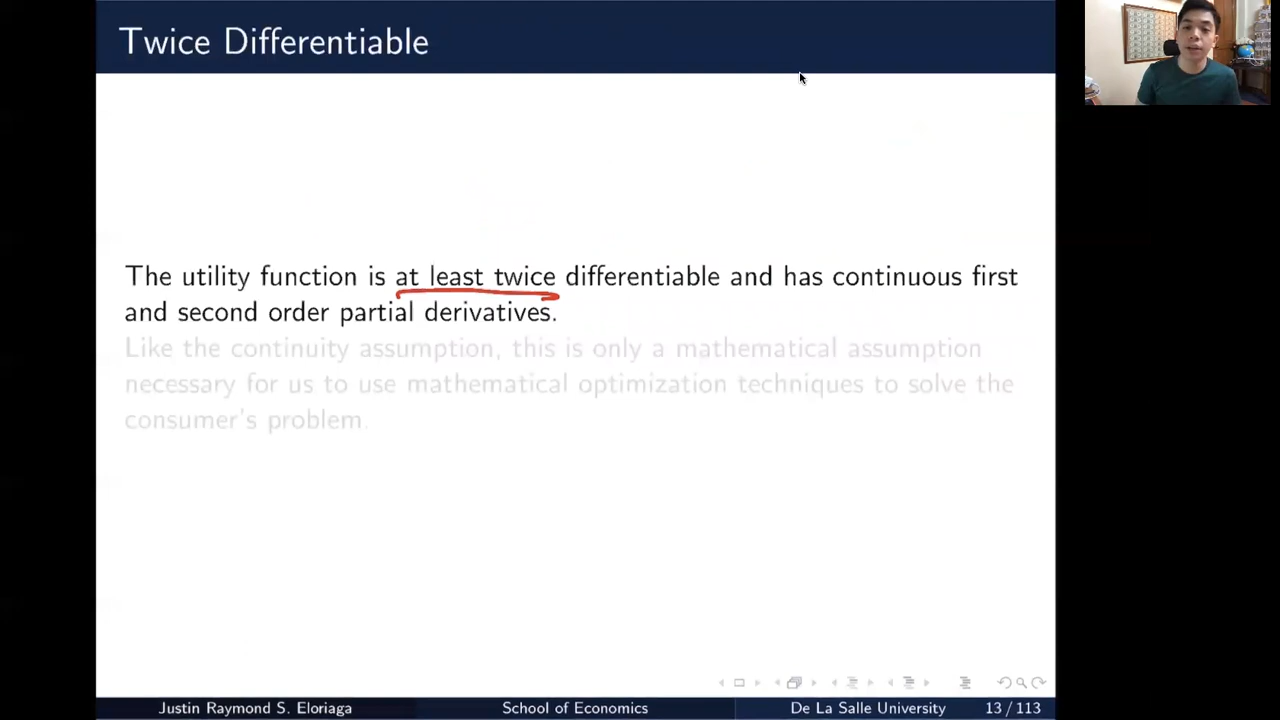 Twice Differentiable
The utility function is at least twice differentiable and has continuous first
and second order partial derivatives.
Like the continuity assumption, this is only a mathematical assumption
necessary for us to use mathematical optimization techniques to solve the
consumer's problem.
Justin Raymond S. Eloriaga School of Economics De La Salle University 13 / 113